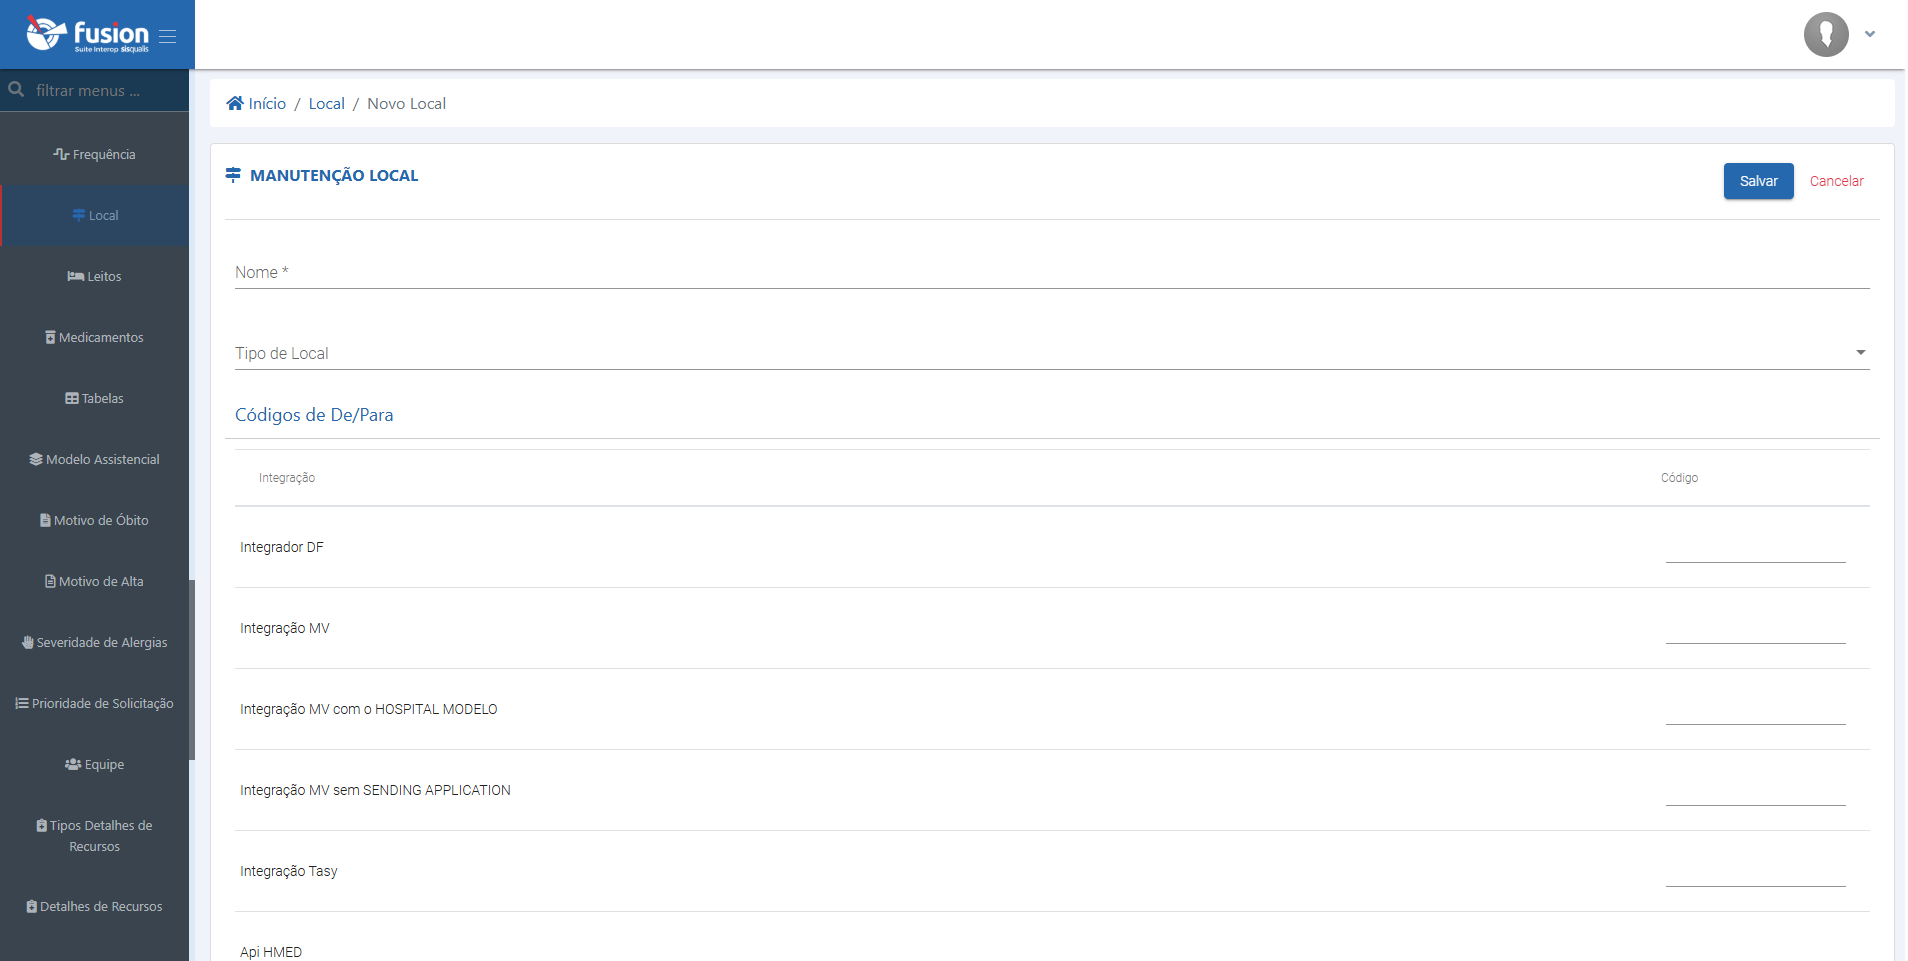 fusion
Suite Interop sisqualis
filtrar menus ...
Frequência
Local
Leitos
Medicamentos
Tabelas
Modelo Assistencial
Motivo de Óbito
Motivo de Alta
Severidade de Alergias
Prioridade de Solicitação
Equipe
Tipos Detalhes de
Recursos
Detalhes de Recursos
Início / Local / Novo Local
MANUTENÇÃO LOCAL
Salvar Cancelar
Nome *
Tipo de Local
Códigos de De/Para
Integração Código
Integrador DF
Integração MV
Integração MV com o HOSPITAL MODELO
Integração MV sem SENDING APPLICATION
Integração Tasy
Api HMED